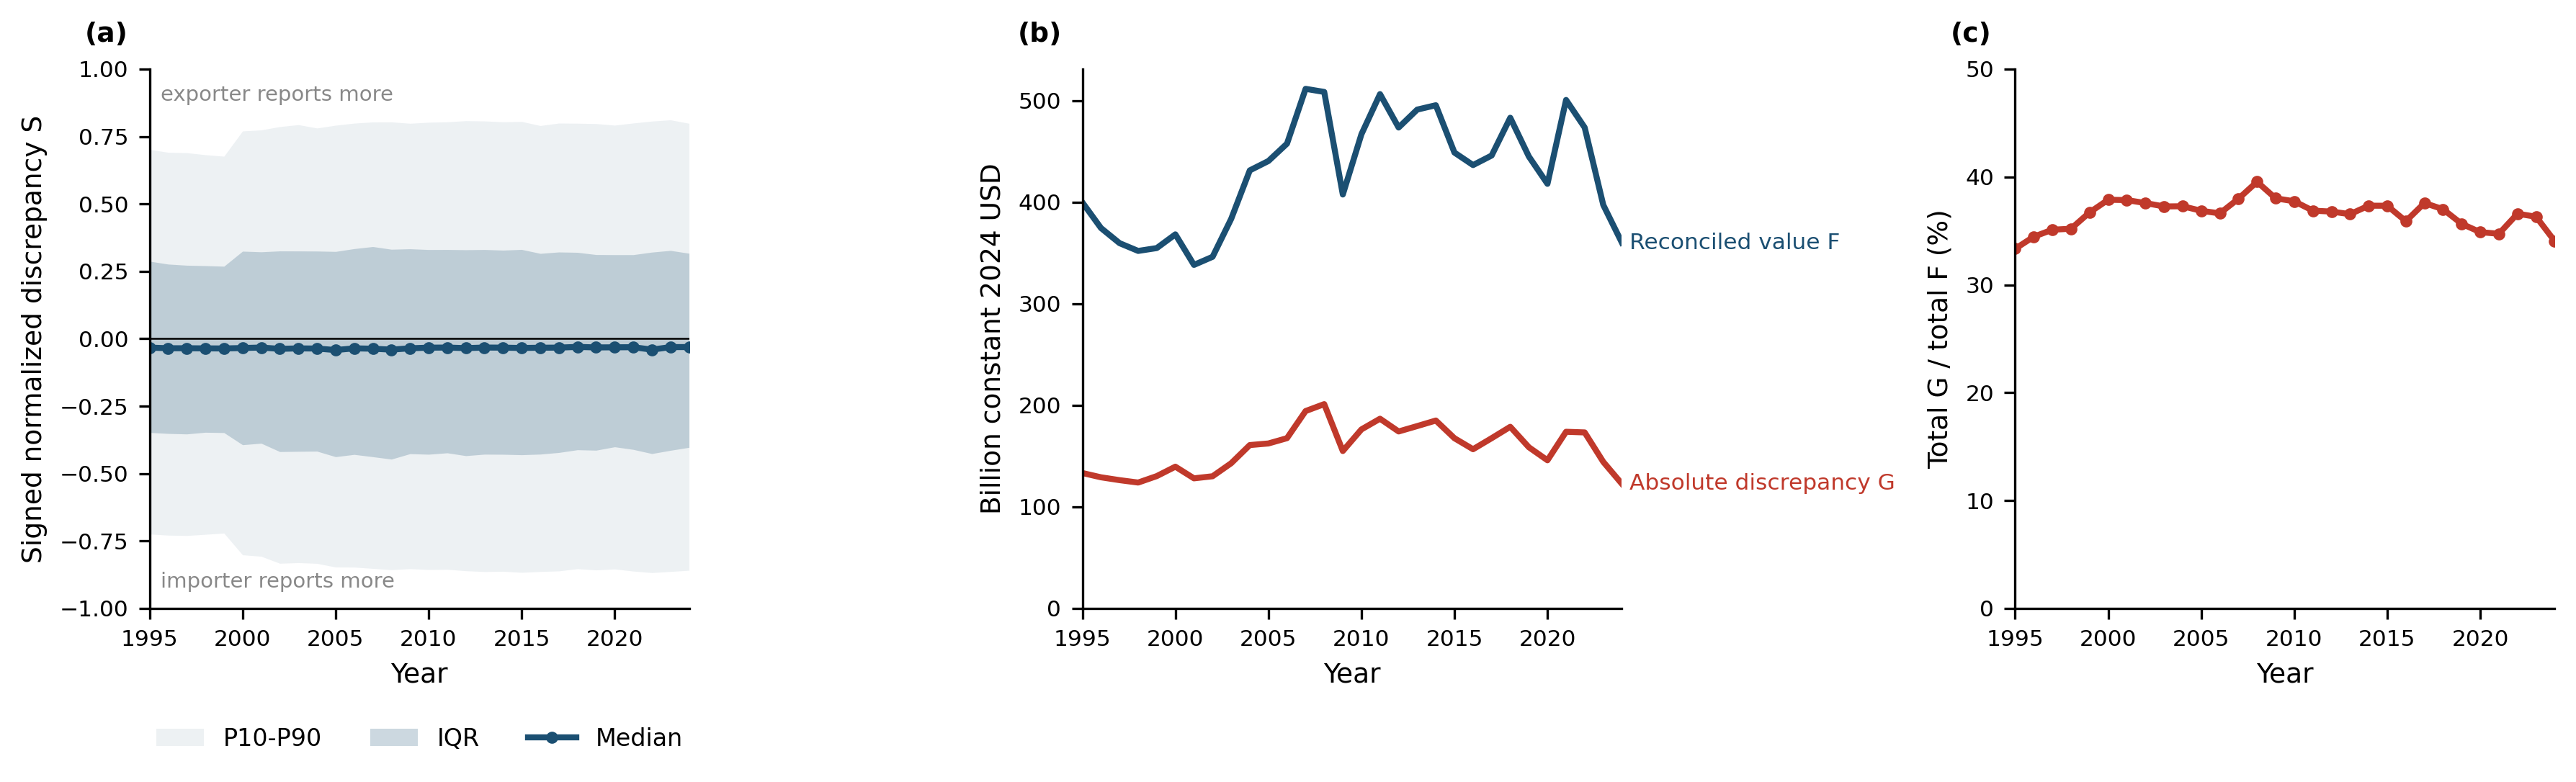 (a)
1.00
0.75
0.50
0.25
0.00
−0.25
−0.50
−0.75
−1.00
Signed normalized discrepancy S
exporter reports more
importer reports more
1995 2000 2005 2010 2015 2020
Year
P10-P90 IQR Median
(b)
500
400
300
200
100
0
Billion constant 2024 USD
Reconciled value F
Absolute discrepancy G
1995 2000 2005 2010 2015 2020
Year
(c)
50
40
30
20
10
0
Total G / total F (%)
1995 2000 2005 2010 2015 2020
Year